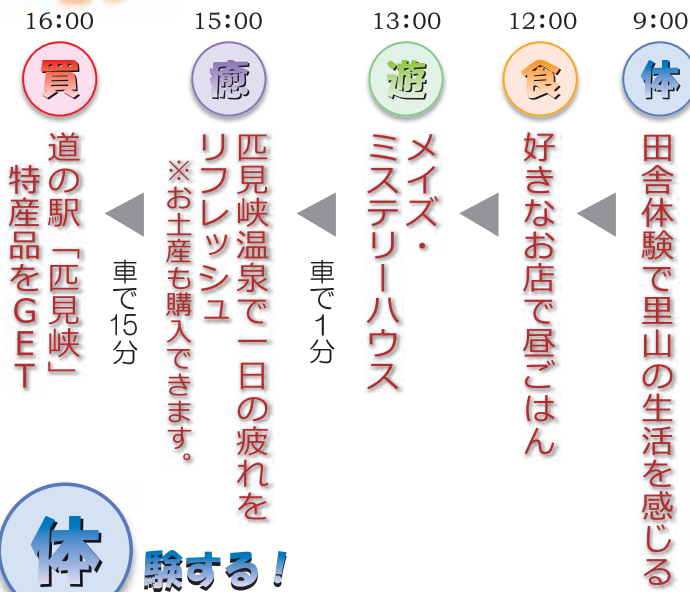 9:00
体
田舎体験で里山の生活を感じる
12:00
食
好きなお店で昼ごはん
13:00
遊
メイズ・
ミステリーハウス
車で1分
15:00
癒
匹見峡温泉で一日の疲れを
リフレッシュ
※お土産も購入できます。
車で15分
16:00
買
道の駅「匹見峡」
特産品をGET
体験する!